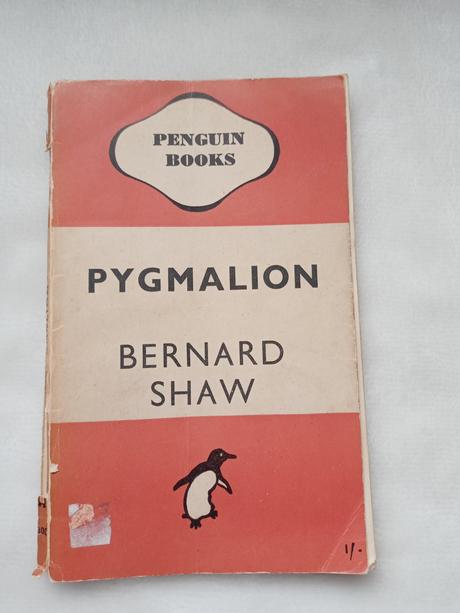 PENGUIN
BOOKS
PYGMALION
BERNARD
SHAW
1/-